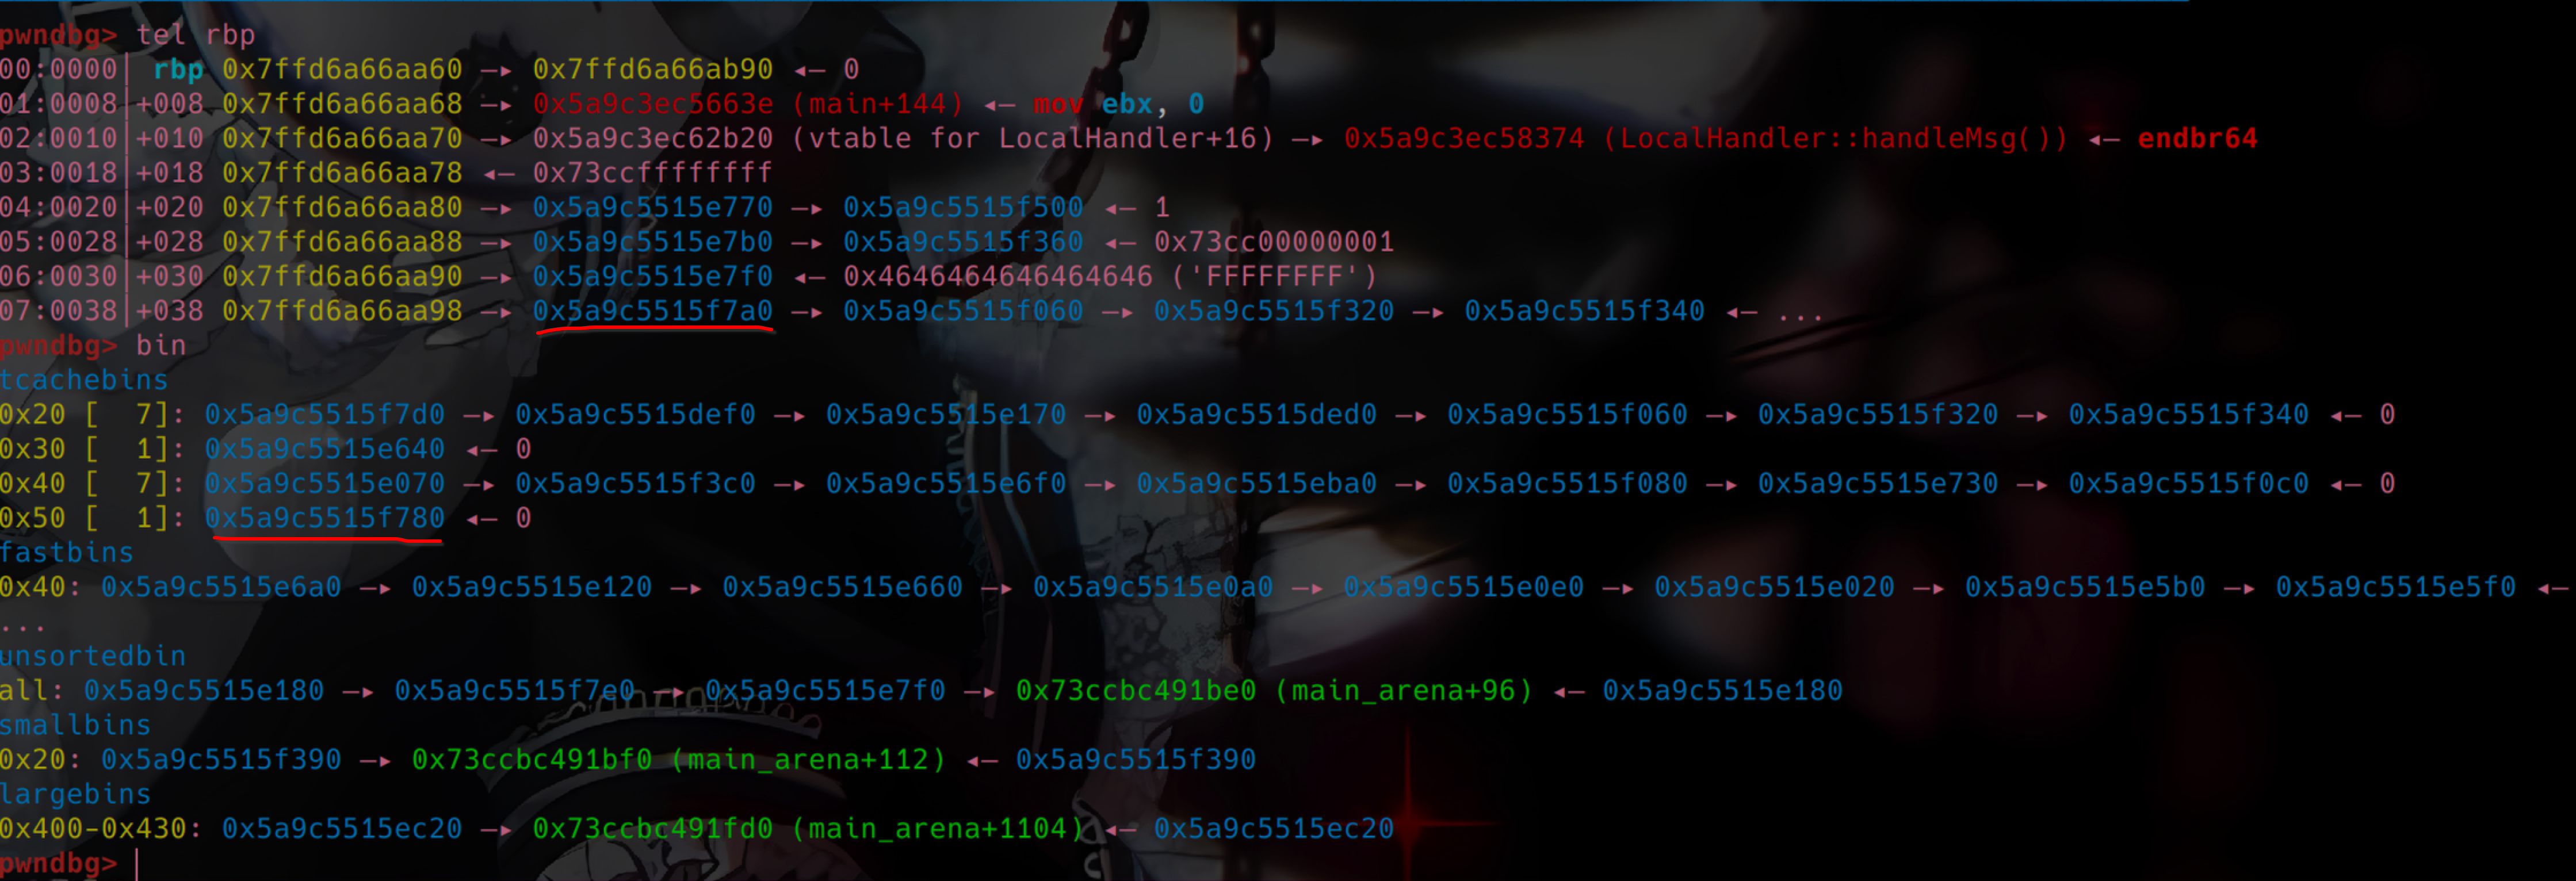 pwndbg> tel rbp
00:0000│ rbp 0x7ffd6a66aa60 —▸ 0x7ffd6a66ab90 ◂— 0
01:0008│+008 0x7ffd6a66aa68 —▸ 0x5a9c3ec5663e (main+144) ◂— mov ebx, 0
02:0010│+010 0x7ffd6a66aa70 —▸ 0x5a9c3ec62b20 (vtable for LocalHandler+16) —▸ 0x5a9c3ec58374 (LocalHandler::handleMsg()) ◂— endbr64
03:0018│+018 0x7ffd6a66aa78 ◂— 0x73ccffffffff
04:0020│+020 0x7ffd6a66aa80 —▸ 0x5a9c5515e770 —▸ 0x5a9c5515f500 ◂— 1
05:0028│+028 0x7ffd6a66aa88 —▸ 0x5a9c5515e7b0 —▸ 0x5a9c5515f360 ◂— 0x73cc00000001
06:0030│+030 0x7ffd6a66aa90 —▸ 0x5a9c5515e7f0 ◂— 0x4646464646464646 ('FFFFFFFF')
07:0038│+038 0x7ffd6a66aa98 —▸ 0x5a9c5515f7a0 —▸ 0x5a9c5515f060 —▸ 0x5a9c5515f320 —▸ 0x5a9c5515f340 ◂— ...
pwndbg> bin
tcachebins
0x20 [  7]: 0x5a9c5515f7d0 —▸ 0x5a9c5515def0 —▸ 0x5a9c5515e170 —▸ 0x5a9c5515ded0 —▸ 0x5a9c5515f060 —▸ 0x5a9c5515f320 —▸ 0x5a9c5515f340 ◂— 0
0x30 [  1]: 0x5a9c5515e640 ◂— 0
0x40 [  7]: 0x5a9c5515e070 —▸ 0x5a9c5515f3c0 —▸ 0x5a9c5515e6f0 —▸ 0x5a9c5515eba0 —▸ 0x5a9c5515f080 —▸ 0x5a9c5515e730 —▸ 0x5a9c5515f0c0 ◂— 0
0x50 [  1]: 0x5a9c5515f780 ◂— 0
fastbins
0x40: 0x5a9c5515e6a0 —▸ 0x5a9c5515e120 —▸ 0x5a9c5515e660 —▸ 0x5a9c5515e0a0 —▸ 0x5a9c5515e0e0 —▸ 0x5a9c5515e020 —▸ 0x5a9c5515e5b0 —▸ 0x5a9c5515e5f0 ◂—
...
unsortedbin
all: 0x5a9c5515e180 —▸ 0x5a9c5515f7e0 —▸ 0x5a9c5515e7f0 —▸ 0x73ccbc491be0 (main_arena+96) ◂— 0x5a9c5515e180
smallbins
0x20: 0x5a9c5515f390 —▸ 0x73ccbc491bf0 (main_arena+112) ◂— 0x5a9c5515f390
largebins
0x400-0x430: 0x5a9c5515ec20 —▸ 0x73ccbc491fd0 (main_arena+1104) ◂— 0x5a9c5515ec20
pwndbg>